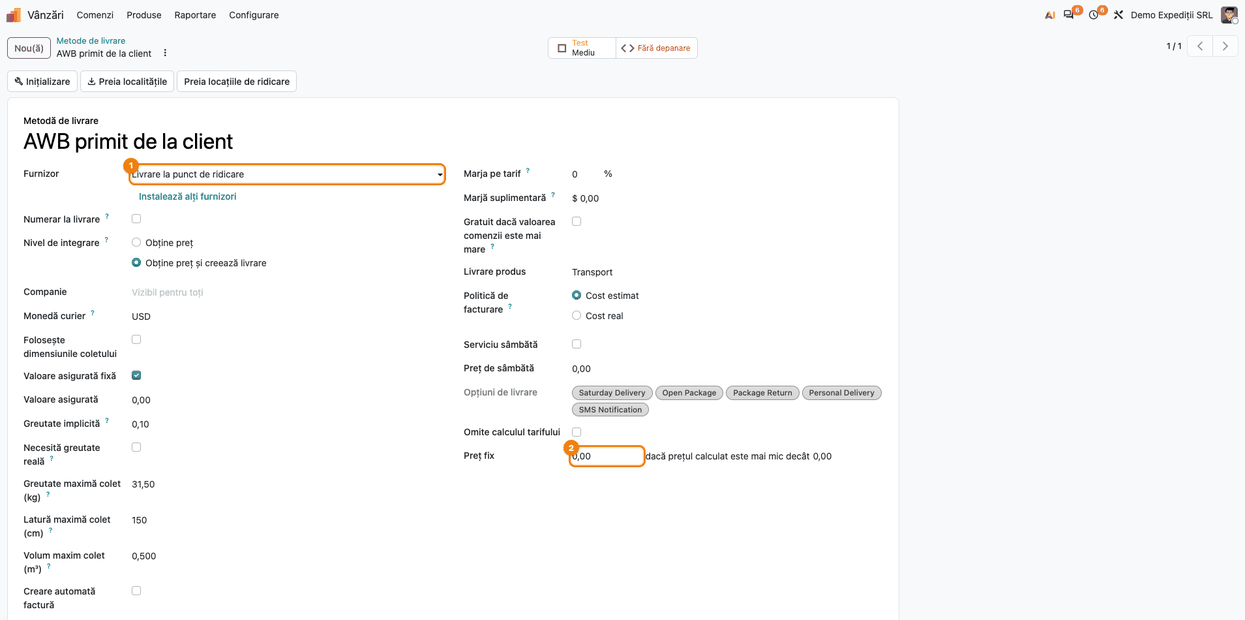 Vânzări Comenzi Produse Raportare Configurare
AI 6 6 Demo Expediții SRL
Nou(ă) Metode de livrare
AWB primit de la client
Test
Mediu
Fără depanare
1 / 1
Inițializare Preia localitățile Preia locațiile de ridicare
Metodă de livrare
AWB primit de la client
1
Furnizor Livrare la punct de ridicare
Instalează alți furnizori
Numerar la livrare ?
Nivel de integrare ? Obține preț
Obține preț și creează livrare
Companie Vizibil pentru toți
Monedă curier ? USD
Folosește
dimensiunile coletului
Valoare asigurată fixă
Valoare asigurată 0,00
Greutate implicită ? 0,10
Necesită greutate
reală ?
Greutate maximă colet 31,50
(kg) ?
Latură maximă colet 150
(cm) ?
Volum maxim colet 0,500
(m³) ?
Creare automată
factură
Marja pe tarif ? 0 %
Marjă suplimentară ? $ 0,00
Gratuit dacă valoarea
comenzii este mai
mare ?
Livrare produs Transport
Politică de Cost estimat
facturare ? Cost real
Serviciu sâmbătă
Preț de sâmbătă 0,00
Opțiuni de livrare Saturday Delivery Open Package Package Return Personal Delivery
SMS Notification
Omite calculul tarifului
2
Preț fix 0,00 dacă prețul calculat este mai mic decât 0,00